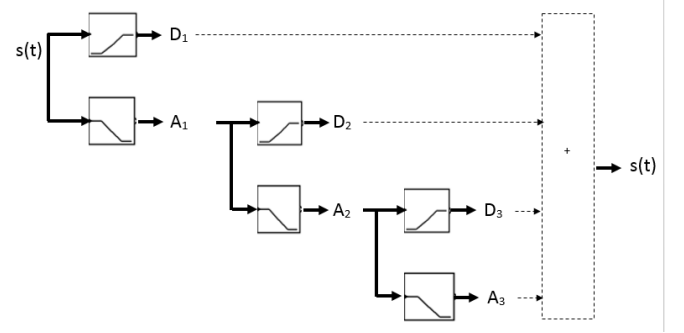 s(t)
D₁
A₁
D₂
A₂
D₃
A₃
+
s(t)